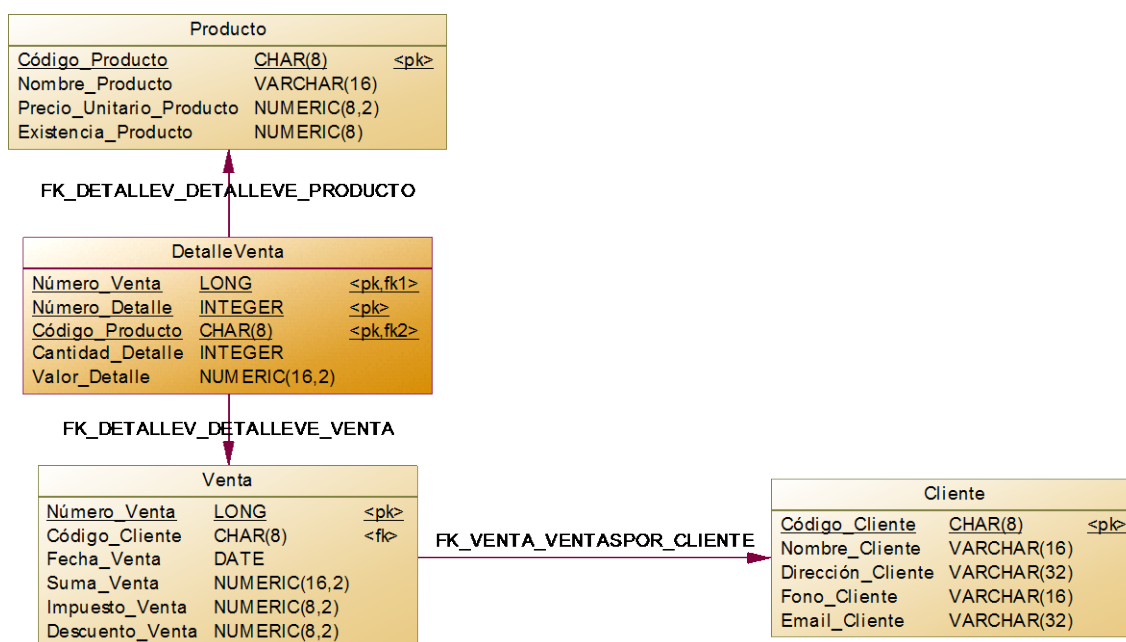 Producto
Código_Producto CHAR(8) <pk>
Nombre_Producto VARCHAR(16)
Precio_Unitario_Producto NUMERIC(8,2)
Existencia_Producto NUMERIC(8)
FK_DETALLEV_DETALLEVE_PRODUCTO
DetalleVenta
Número_Venta LONG <pk,fk1>
Número_Detalle INTEGER <pk>
Código_Producto CHAR(8) <pk,fk2>
Cantidad_Detalle INTEGER
Valor_Detalle NUMERIC(16,2)
FK_DETALLEV_DETALLEVE_VENTA
Venta
Número_Venta LONG <pk>
Código_Cliente CHAR(8) <fk>
Fecha_Venta DATE
Suma_Venta NUMERIC(16,2)
Impuesto_Venta NUMERIC(8,2)
Descuento_Venta NUMERIC(8,2)
FK_VENTA_VENTASPOR_CLIENTE
Cliente
Código_Cliente CHAR(8) <pk>
Nombre_Cliente VARCHAR(16)
Dirección_Cliente VARCHAR(32)
Fono_Cliente VARCHAR(16)
Email_Cliente VARCHAR(32)